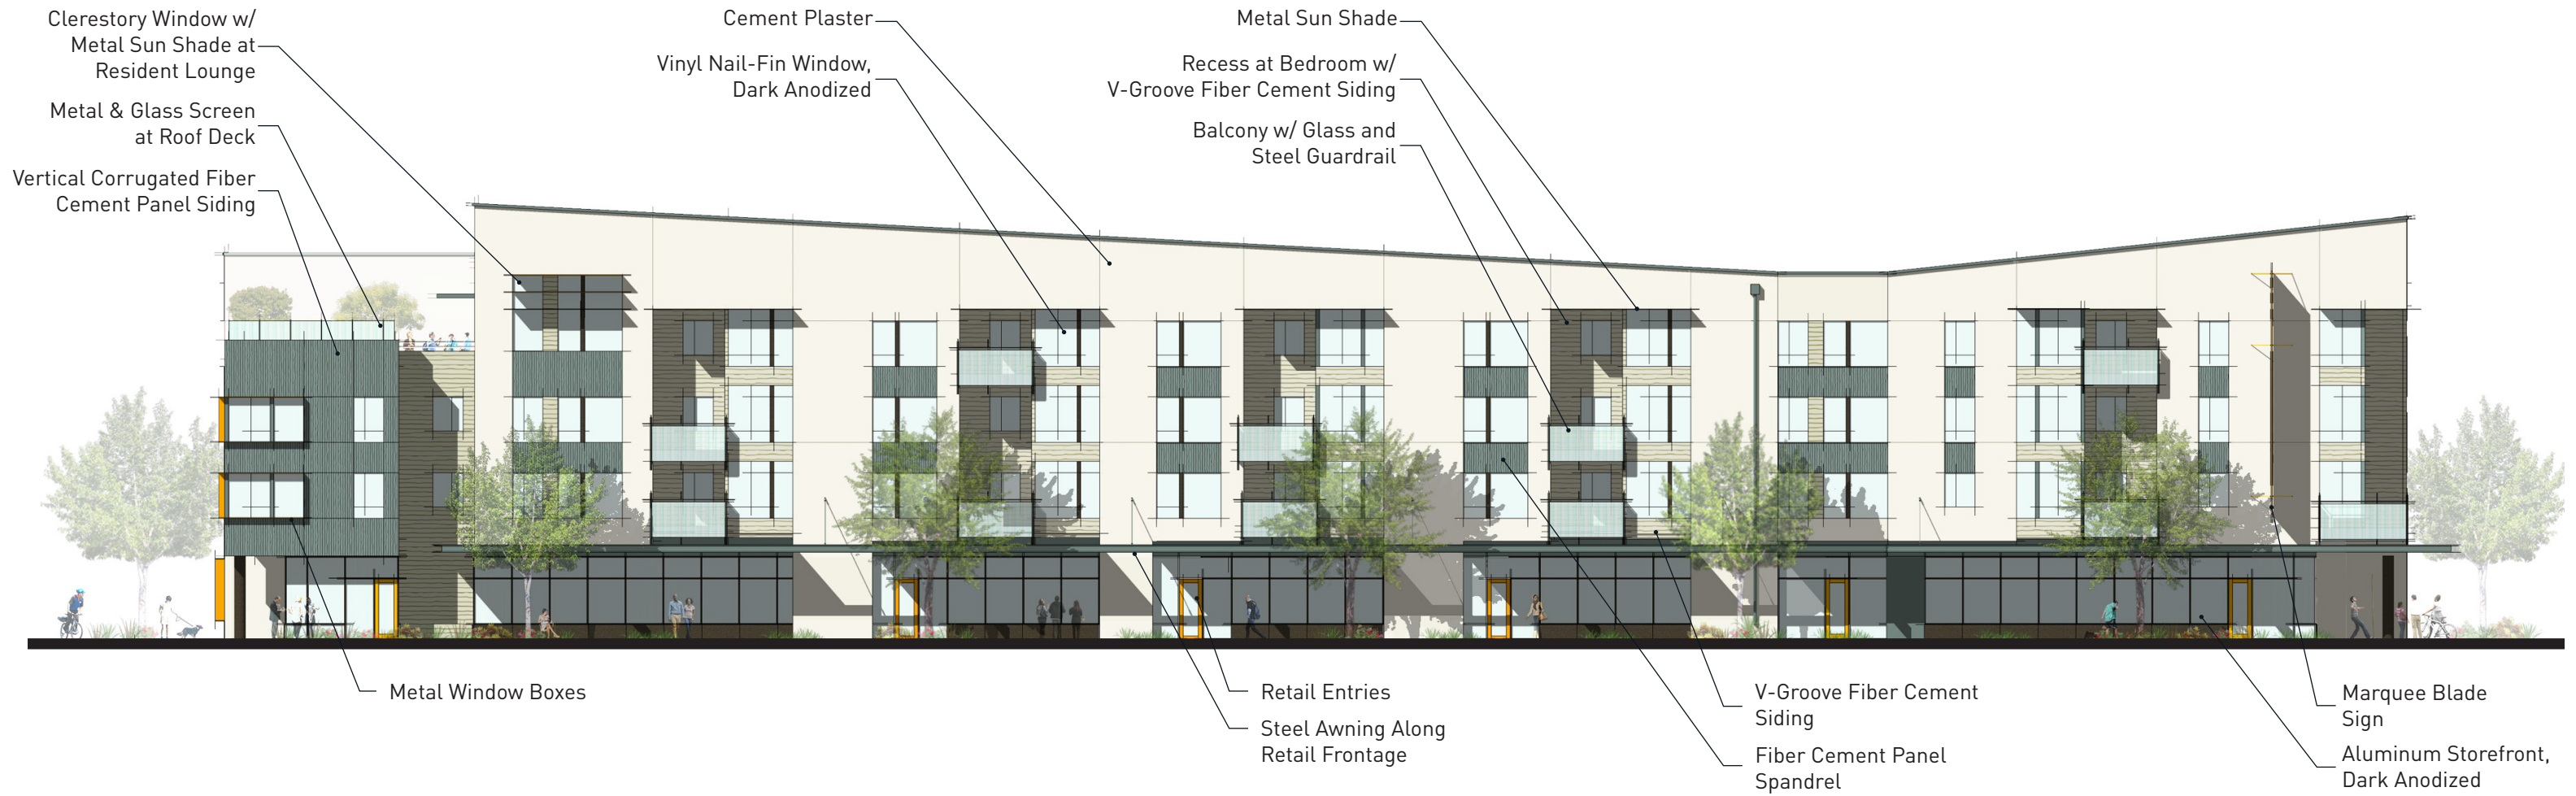 Clerestory Window w/
Metal Sun Shade at
Resident Lounge
Metal & Glass Screen
at Roof Deck
Vertical Corrugated Fiber
Cement Panel Siding
Cement Plaster
Vinyl Nail-Fin Window,
Dark Anodized
Metal Sun Shade
Recess at Bedroom w/
V-Groove Fiber Cement Siding
Balcony w/ Glass and
Steel Guardrail
Metal Window Boxes
Retail Entries
Steel Awning Along
Retail Frontage
V-Groove Fiber Cement
Siding
Fiber Cement Panel
Spandrel
Marquee Blade
Sign
Aluminum Storefront,
Dark Anodized